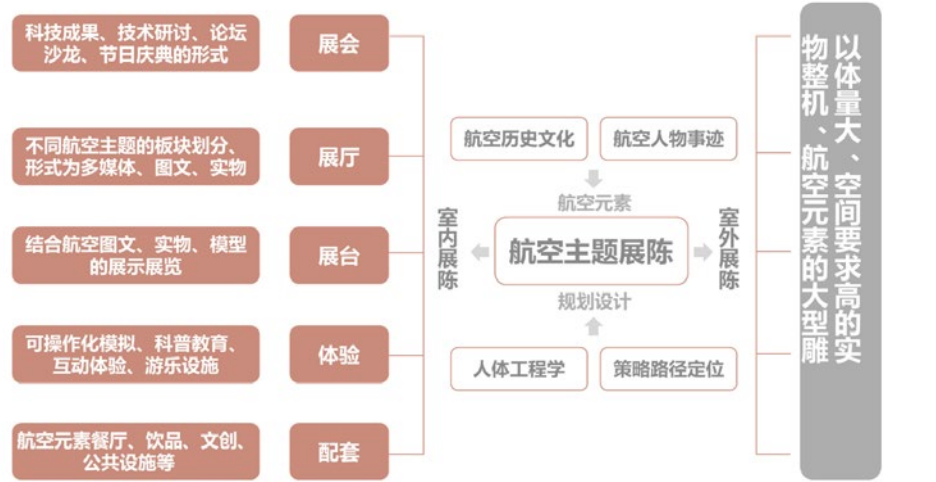 科技成果、技术研讨、论坛
沙龙、节日庆典的形式
展会
不同航空主题的板块划分、
形式为多媒体、图文、实物
展厅
结合航空图文、实物、模型
的展示展览
展台
可操作化模拟、科普教育、
互动体验、游乐设施
体验
航空元素餐厅、饮品、文创、
公共设施等
配套
室内展陈
航空历史文化
航空人物事迹
航空元素
航空主题展陈
规划设计
人体工程学
策略路径定位
室外展陈
以体量大、空间要求高的实
物整机、航空元素的大型雕